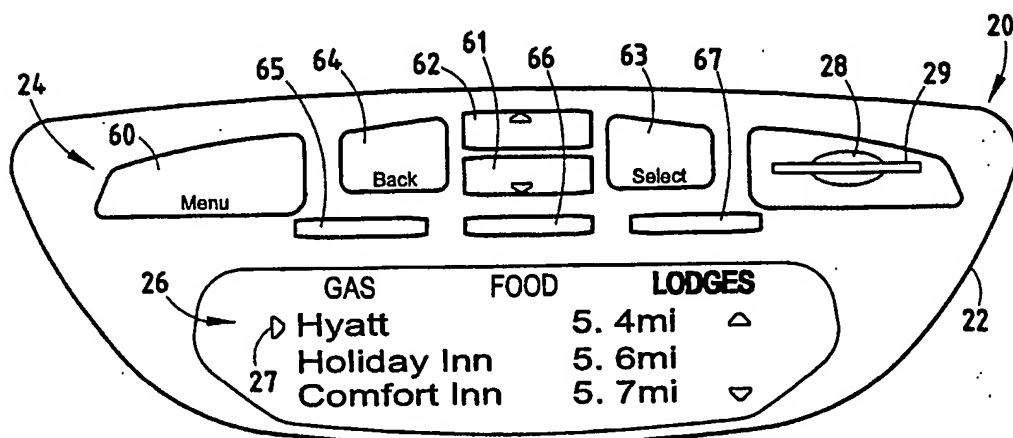 20
61
64 62 66 63 67 28 29
65
24
60
Back
Select
Menu
26
GAS FOOD LODGES
Hyatt 5. 4mi
22
Holiday Inn 5. 6mi
27
Comfort Inn 5. 7mi